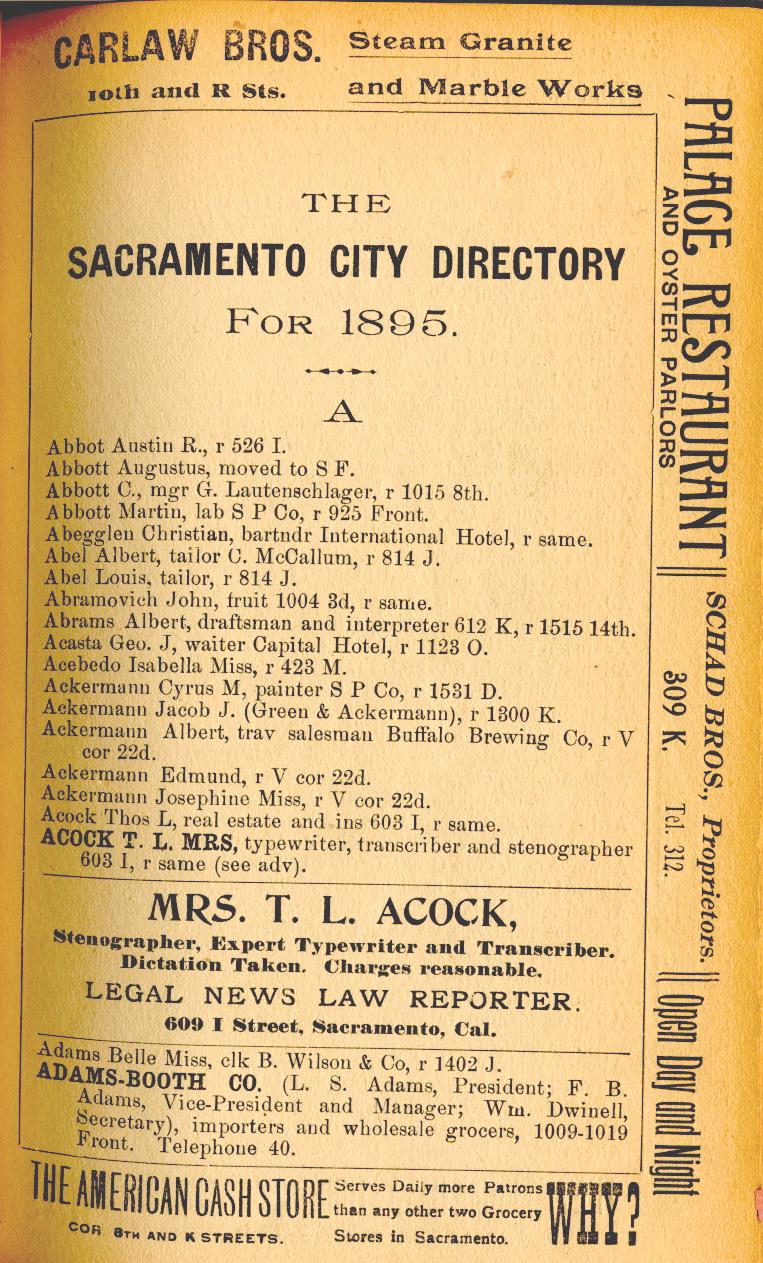 CARLAW BROS. Steam Granite
10th and R Sts. and Marble Works
THE
SACRAMENTO CITY DIRECTORY
FOR 1895.
A
Abbot Austin R., r 526 I.
Abbott Augustus, moved to S F.
Abbott C., mgr G. Lautenschlager, r 1015 8th.
Abbott Martin, lab S P Co, r 925 Front.
Abegglen Christian, bartndr International Hotel, r same.
Abel Albert, tailor C. McCallum, r 814 J.
Abel Louis, tailor, r 814 J.
Abramovich John, fruit 1004 3d, r same.
Abrams Albert, draftsman and interpreter 612 K, r 1515 14th.
Acasta Geo. J, waiter Capital Hotel, r 1123 O.
Acebedo Isabella Miss, r 423 M.
Ackermann Cyrus M, painter S P Co, r 1531 D.
Ackermann Jacob J. (Green & Ackermann), r 1300 K.
Ackermann Albert, trav salesman Buffalo Brewing Co, r V
cor 22d.
Ackermann Edmund, r V cor 22d.
Ackermann Josephine Miss, r V cor 22d.
Acock Thos L, real estate and ins 603 I, r same.
ACOCK T. L. MRS, typewriter, transcriber and stenographer
603 I, r same (see adv).
MRS. T. L. ACOCK,
Stenographer, Expert Typewriter and Transcriber.
Dictation Taken. Charges reasonable.
LEGAL NEWS LAW REPORTER.
609 I Street, Sacramento, Cal.
Adams Belle Miss, clk B. Wilson & Co, r 1402 J.
ADAMS-BOOTH CO. (L. S. Adams, President; F. B.
Adams, Vice-President and Manager; Wm. Dwinell,
Secretary), importers and wholesale grocers, 1009-1019
Front. Telephone 40.
THE AMERICAN CASH STORE
COR 8TH AND K STREETS.
Serves Daily more Patrons
than any other two Grocery
Stores in Sacramento.
WHY?
PALACE RESTAURANT
AND OYSTER PARLORS
SCHAD BROS., Proprietors.
309 K. Tel. 312.
Open Day and Night